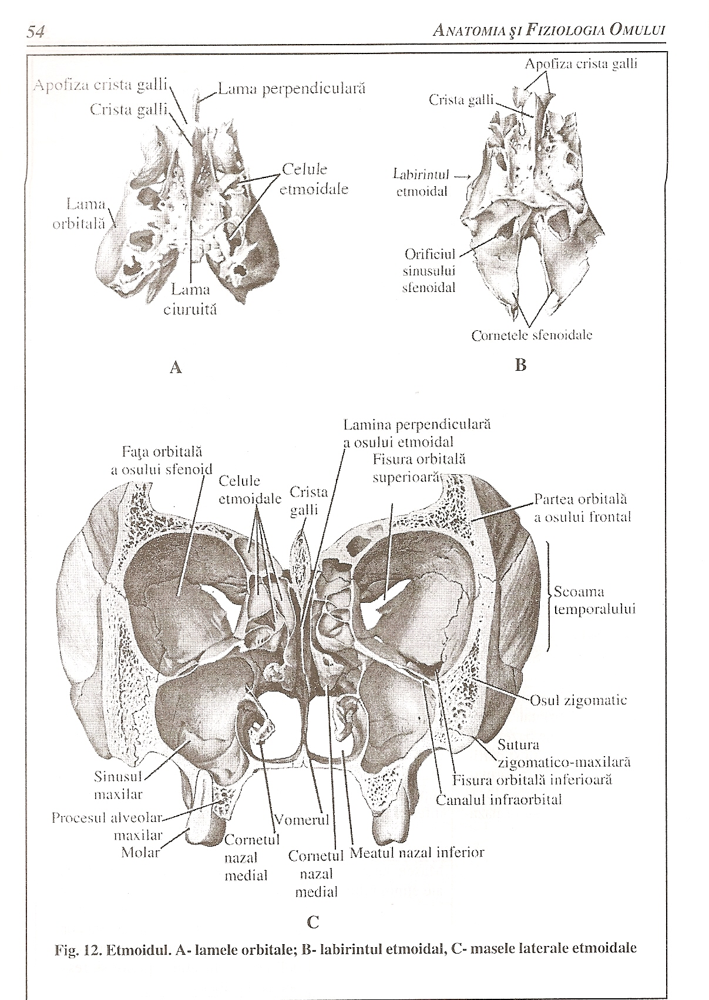 54
ANATOMIA ŞI FIZIOLOGIA OMULUI
Apofiza crista galli
Lama perpendiculară
Crista galli
Celule
etmoidale
Lama
orbitală
Lama
ciuruită
A
Apofiza crista galli
Crista galli
Labirintul
etmoidal
Orificiul
sinusului
sfenoidal
Cornetele sfenoidale
B
Lamina perpendiculară
a osului etmoidal
Faţa orbitală
a osului sfenoid
Fisura orbitală
superioară
Celule
etmoidale
Crista
galli
Partea orbitală
a osului frontal
Scoama
temporalului
Osul zigomatic
Sutura
zigomatico-maxilară
Fisura orbitală inferioară
Canalul infraorbital
Sinusul
maxilar
Procesul alveolar
maxilar
Molar
Vomerul
Cornetul
nazal
medial
Cornetul
nazal
medial
Meatul nazal inferior
C
Fig. 12. Etmoidul. A- lamele orbitale; B- labirintul etmoidal, C- masele laterale etmoidale